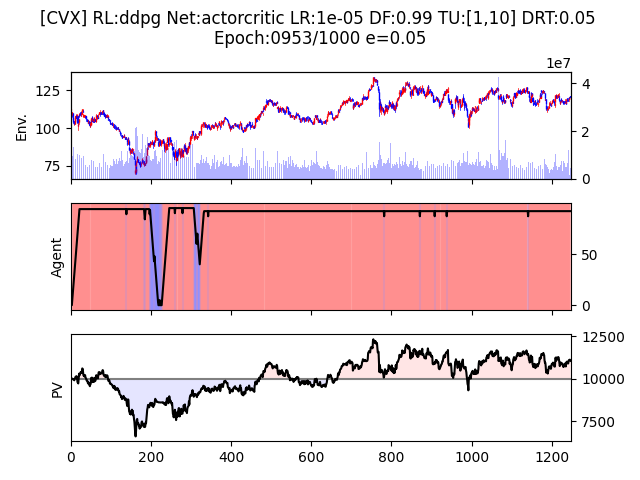 [CVX] RL:ddpg Net:actorcritic LR:1e-05 DF:0.99 TU:[1,10] DRT:0.05
Epoch:0953/1000 e=0.05
1e7
125
100
75
Env.
4
2
0
Agent
50
0
PV
12500
10000
7500
0 200 400 600 800 1000 1200